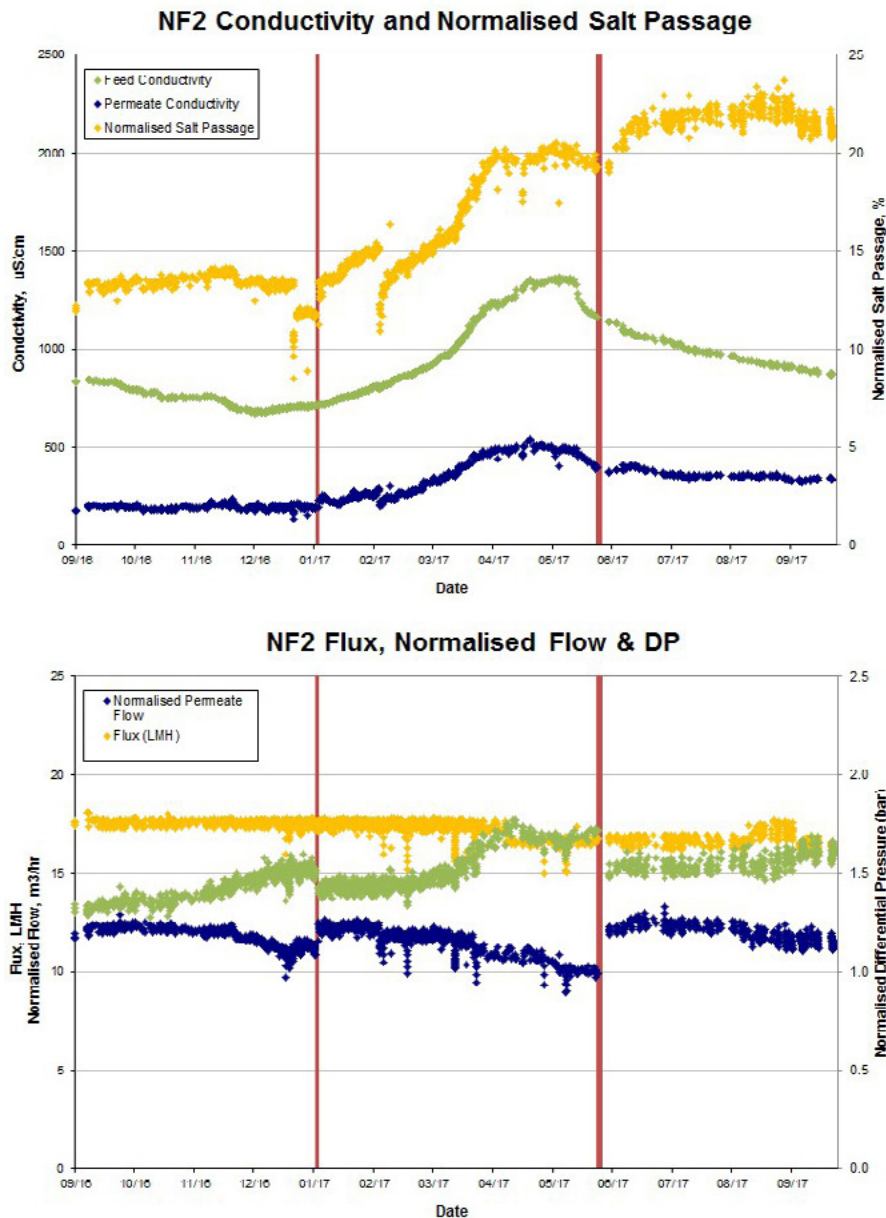 NF2 Conductivity and Normalised Salt Passage
2500
2000
1500
1000
500
0
Condctivity, uS:cm
Feed Conductivity
Permeate Conductivity
Normalised Salt Passage
25
20
15
10
5
0
Normalised Salt Passage, %
09/16 10/16 11/16 12/16 01/17 02/17 03/17 04/17 05/17 06/17 07/17 08/17 09/17
Date
NF2 Flux, Normalised Flow & DP
25
20
15
10
5
0
Flux, LMH
Normalised Flow, m3/hr
Normalised Permeate
Flow
Flux (LMH)
2.5
2.0
1.5
1.0
0.5
0.0
Normalised Differential Pressure (bar)
09/16 10/16 11/16 12/16 01/17 02/17 03/17 04/17 05/17 06/17 07/17 08/17 09/17
Date